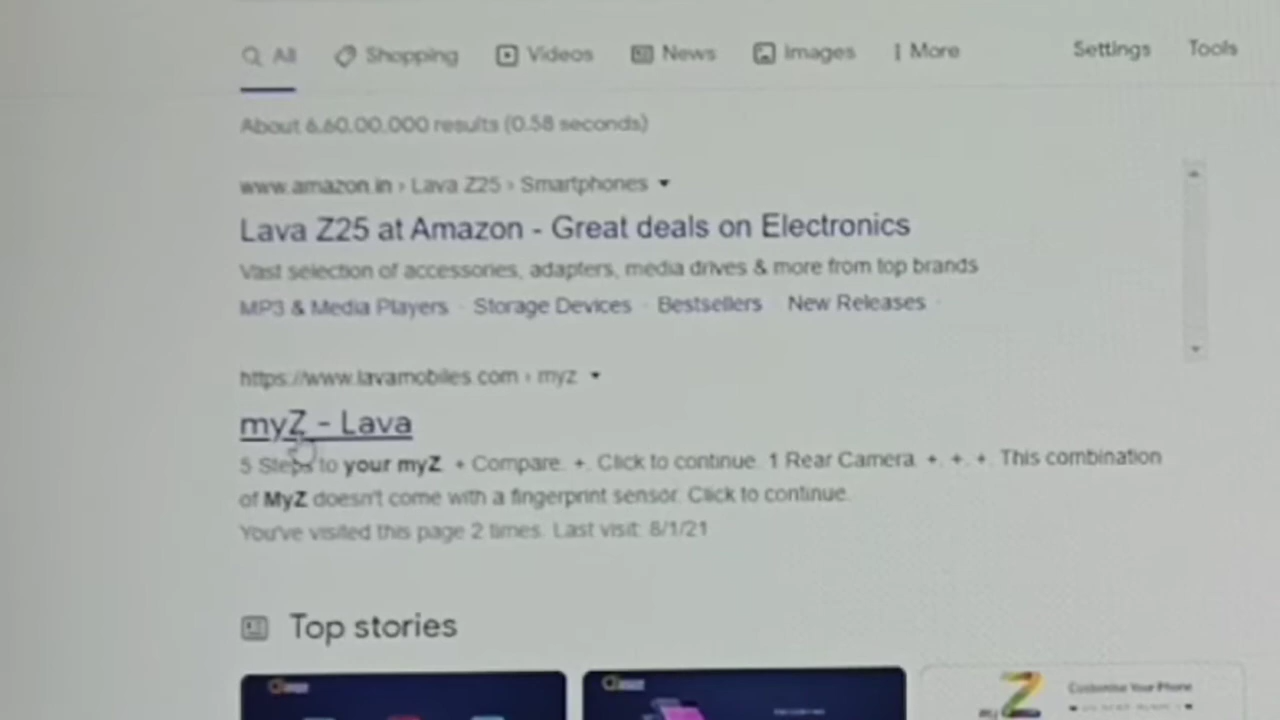 All Shopping Videos News Images More Settings Tools
About 6,60,00,000 results (0.58 seconds)
www.amazon.in › Lava Z25 › Smartphones
Lava Z25 at Amazon - Great deals on Electronics
Vast selection of accessories, adapters, media drives & more from top brands
MP3 & Media Players · Storage Devices · Bestsellers · New Releases ·
https://www.lavamobiles.com › myz
myZ - Lava
5 Steps to your myZ. + Compare. +. Click to continue. 1 Rear Camera. +. +. +. This combination
of MyZ doesn't come with a fingerprint sensor. Click to continue.
You've visited this page 2 times. Last visit: 8/1/21
Top stories
my Z
Customise Your Phone